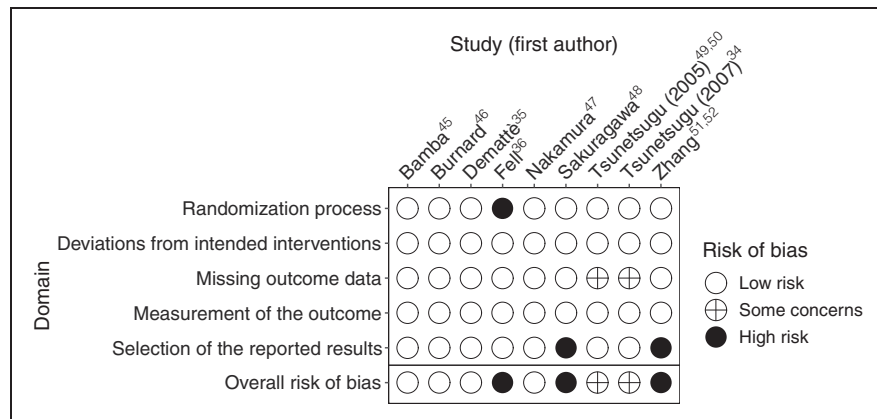 Study (first author)
Bamba45
Burnard46
Demattè35
Fell36
Nakamura47
Sakuragawa48
Tsunetsugu (2005)49,50
Tsunetsugu (2007)34
Zhang51,52
Domain
Randomization process
Deviations from intended interventions
Missing outcome data
Measurement of the outcome
Selection of the reported results
Overall risk of bias
Risk of bias
Low risk
Some concerns
High risk